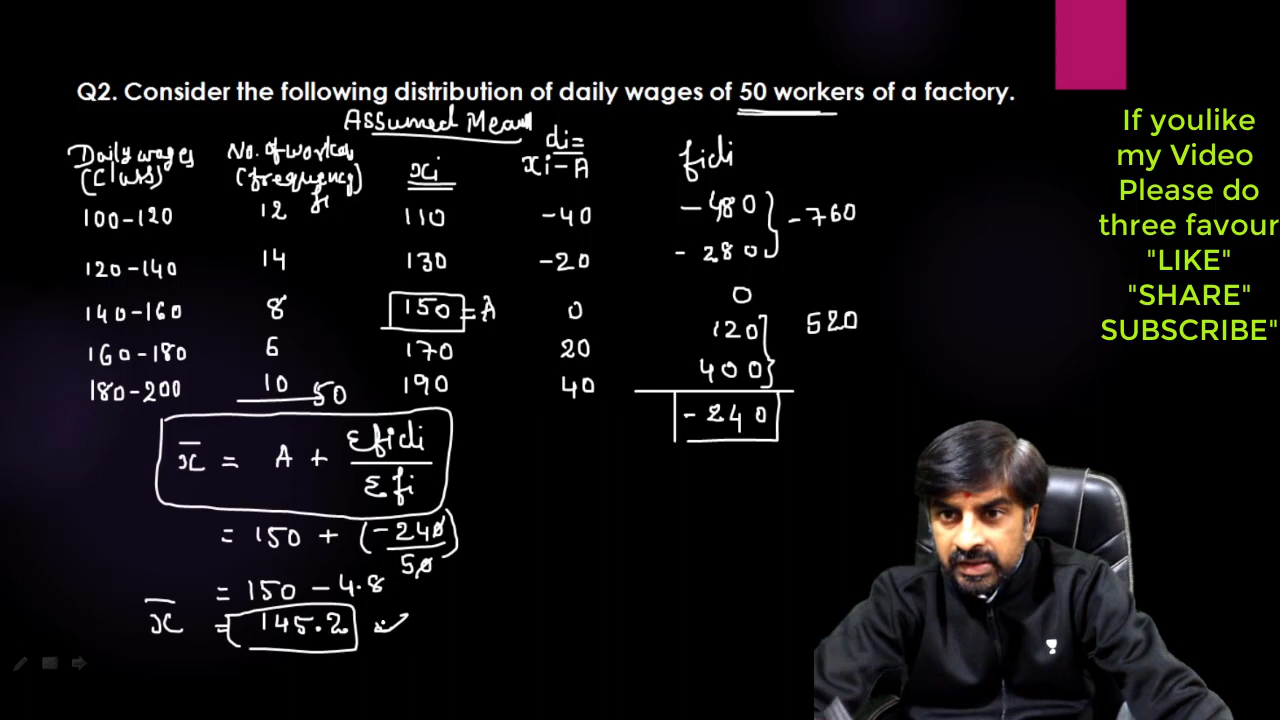 Q2. Consider the following distribution of daily wages of 50 workers of a factory.
Assumed Mean
Daily wages (Class) No. of workers (frequency) fi xi di = xi - A fidi
100-120 12 110 -40 -480
120-140 14 130 -20 -280
-760
140-160 8 150 = A 0 0
160-180 6 170 20 120
180-200 10 190 40 400
520
50 -240
x̄ = A + Σfidi / Σfi
= 150 + (-240 / 50)
= 150 - 4.8
x̄ = 145.2
If youlike
my Video
Please do
three favour
"LIKE"
"SHARE"
SUBSCRIBE"